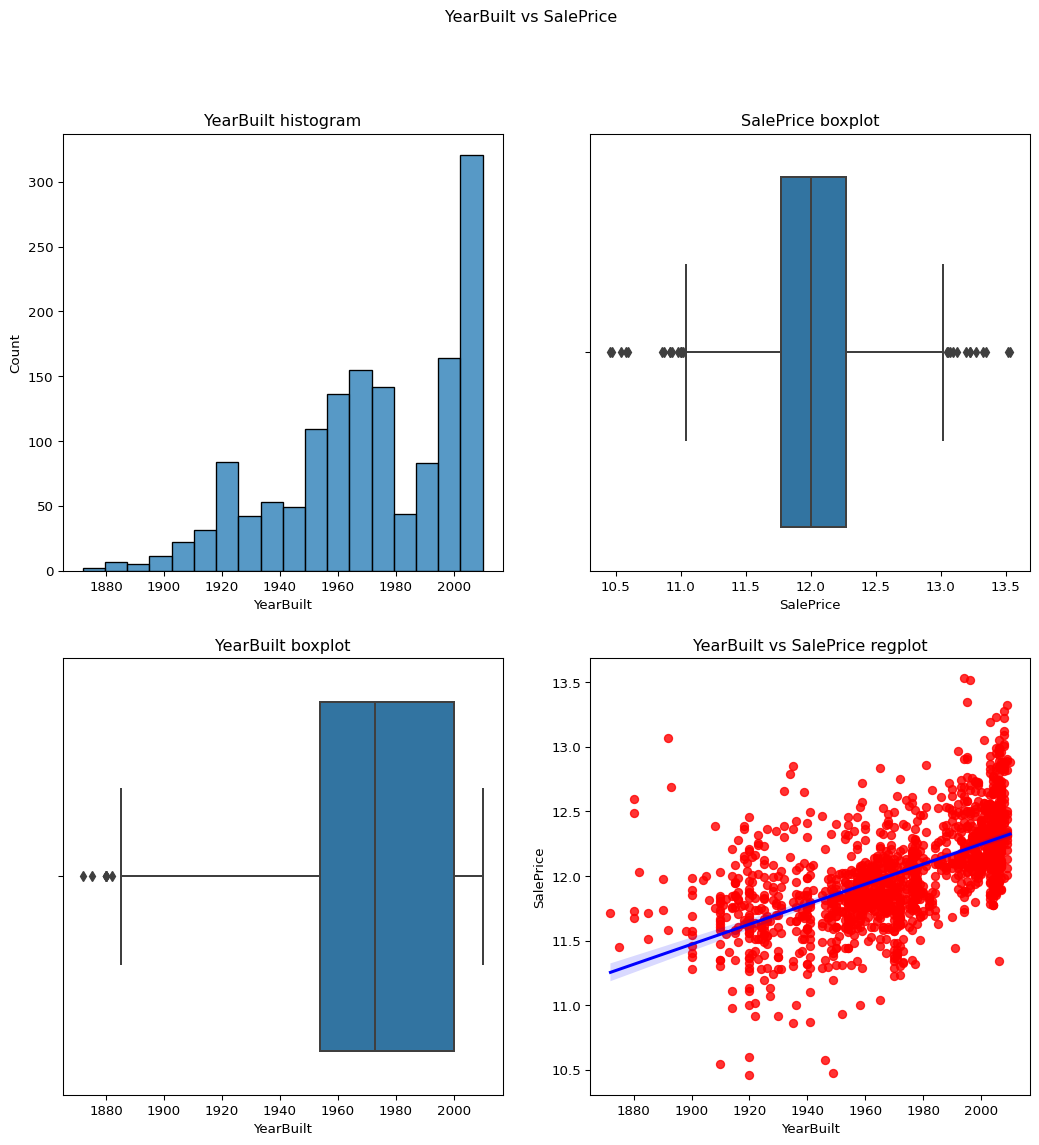 YearBuilt vs SalePrice
YearBuilt histogram
Count
300
250
200
150
100
50
0
1880 1900 1920 1940 1960 1980 2000
YearBuilt
SalePrice boxplot
10.5 11.0 11.5 12.0 12.5 13.0 13.5
SalePrice
YearBuilt boxplot
1880 1900 1920 1940 1960 1980 2000
YearBuilt
YearBuilt vs SalePrice regplot
SalePrice
13.5
13.0
12.5
12.0
11.5
11.0
10.5
1880 1900 1920 1940 1960 1980 2000
YearBuilt